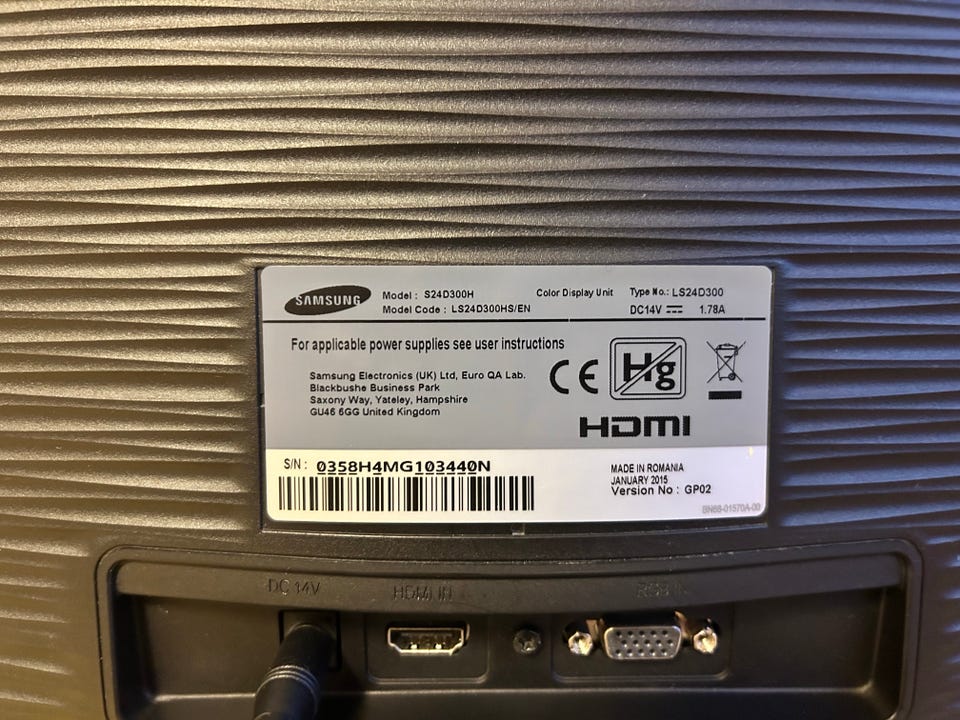 SAMSUNG
Model : S24D300H
Color Display Unit
Type No.: LS24D300
Model Code : LS24D300HS/EN
DC14V 1.78A
For applicable power supplies see user instructions
Samsung Electronics (UK) Ltd, Euro QA Lab.
Blackbushe Business Park
Saxony Way, Yateley, Hampshire
GU46 6GG United Kingdom
CE
Hg
HDMI
S/N : 0358H4MG103440N
MADE IN ROMANIA
JANUARY 2015
Version No : GP02
BN68-01570A-00
DC 14V
HDMI IN
RGB IN